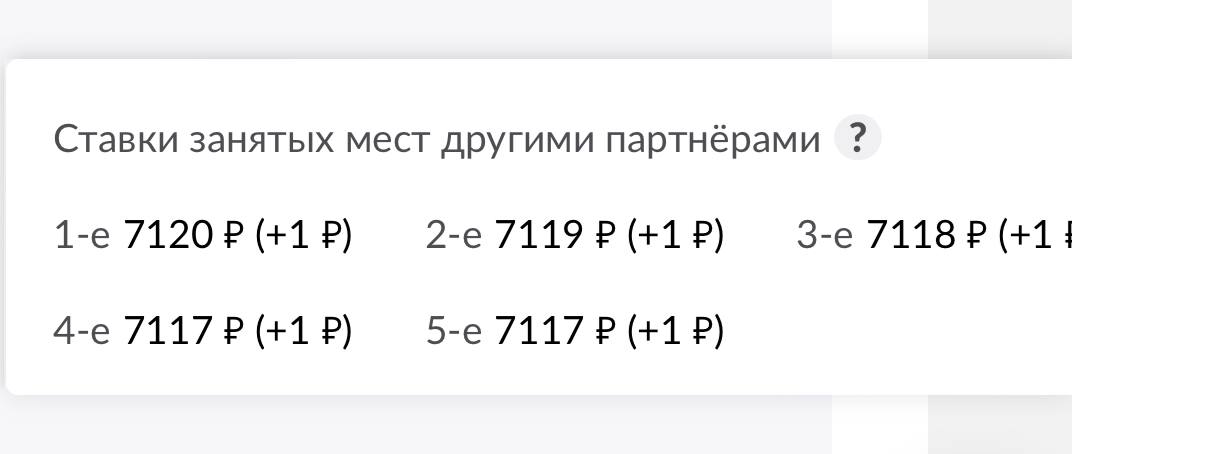 Ставки занятых мест другими партнёрами ?
1-е 7120 ₽ (+1 ₽) 2-е 7119 ₽ (+1 ₽) 3-е 7118 ₽ (+1 ₽
4-е 7117 ₽ (+1 ₽) 5-е 7117 ₽ (+1 ₽)